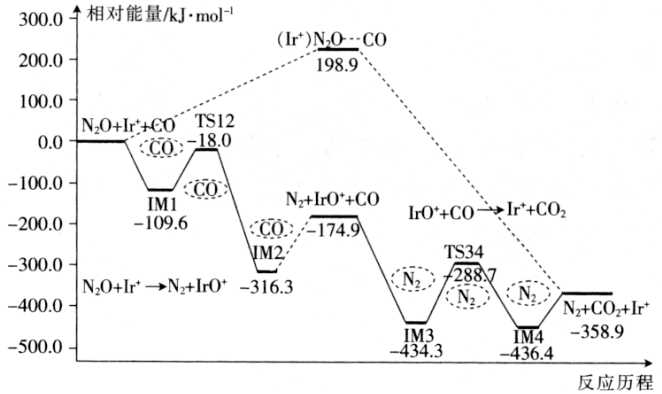 相对能量/kJ·mol⁻¹
300.0
200.0
100.0
0.0
−100.0
−200.0
−300.0
−400.0
−500.0
(Ir⁺)N₂O---CO
198.9
N₂O+Ir⁺+CO
CO
TS12
−18.0
CO
IM1
−109.6
N₂+IrO⁺+CO
−174.9
CO
IM2
−316.3
N₂O+Ir⁺→N₂+IrO⁺
IrO⁺+CO→Ir⁺+CO₂
TS34
−288.7
N₂
N₂
N₂
IM3
−434.3
IM4
−436.4
N₂+CO₂+Ir⁺
−358.9
反应历程